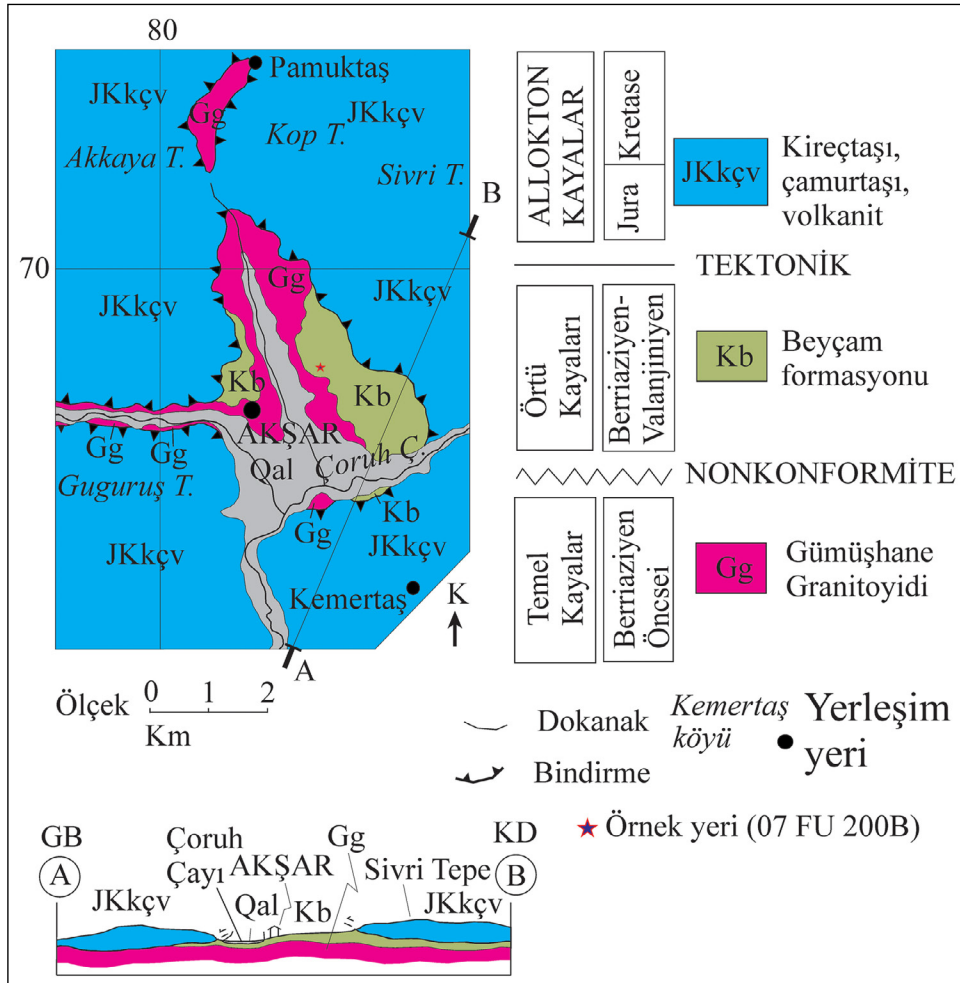 80
Pamuktaş
JKkçv
JKkçv
Gg
Kop T.
Akkaya T.
Sivri T.
B
70
Gg
JKkçv
JKkçv
Kb
Kb
AKŞAR
Gg
Gg
Qal
Çoruh Ç.
Guguruş T.
Kb
Gg
JKkçv
JKkçv
Kemertaş
K
A
Ölçek
0 1 2
Km
ALLOKTON
KAYALAR
Kretase
Jura
JKkçv
Kireçtaşı,
çamurtaşı,
volkanit
TEKTONİK
Örtü
Kayaları
Berriaziyen-
Valanjiniyen
Kb
Beyçam
formasyonu
NONKONFORMİTE
Temel
Kayalar
Berriaziyen
Öncsei
Gg
Gümüşhane
Granitoyidi
Dokanak
Bindirme
Kemertaş
köyü
Yerleşim
yeri
Örnek yeri (07 FU 200B)
GB
A
Çoruh
Çayı
AKŞAR
Gg
Sivri Tepe
KD
B
JKkçv
Qal
Kb
JKkçv